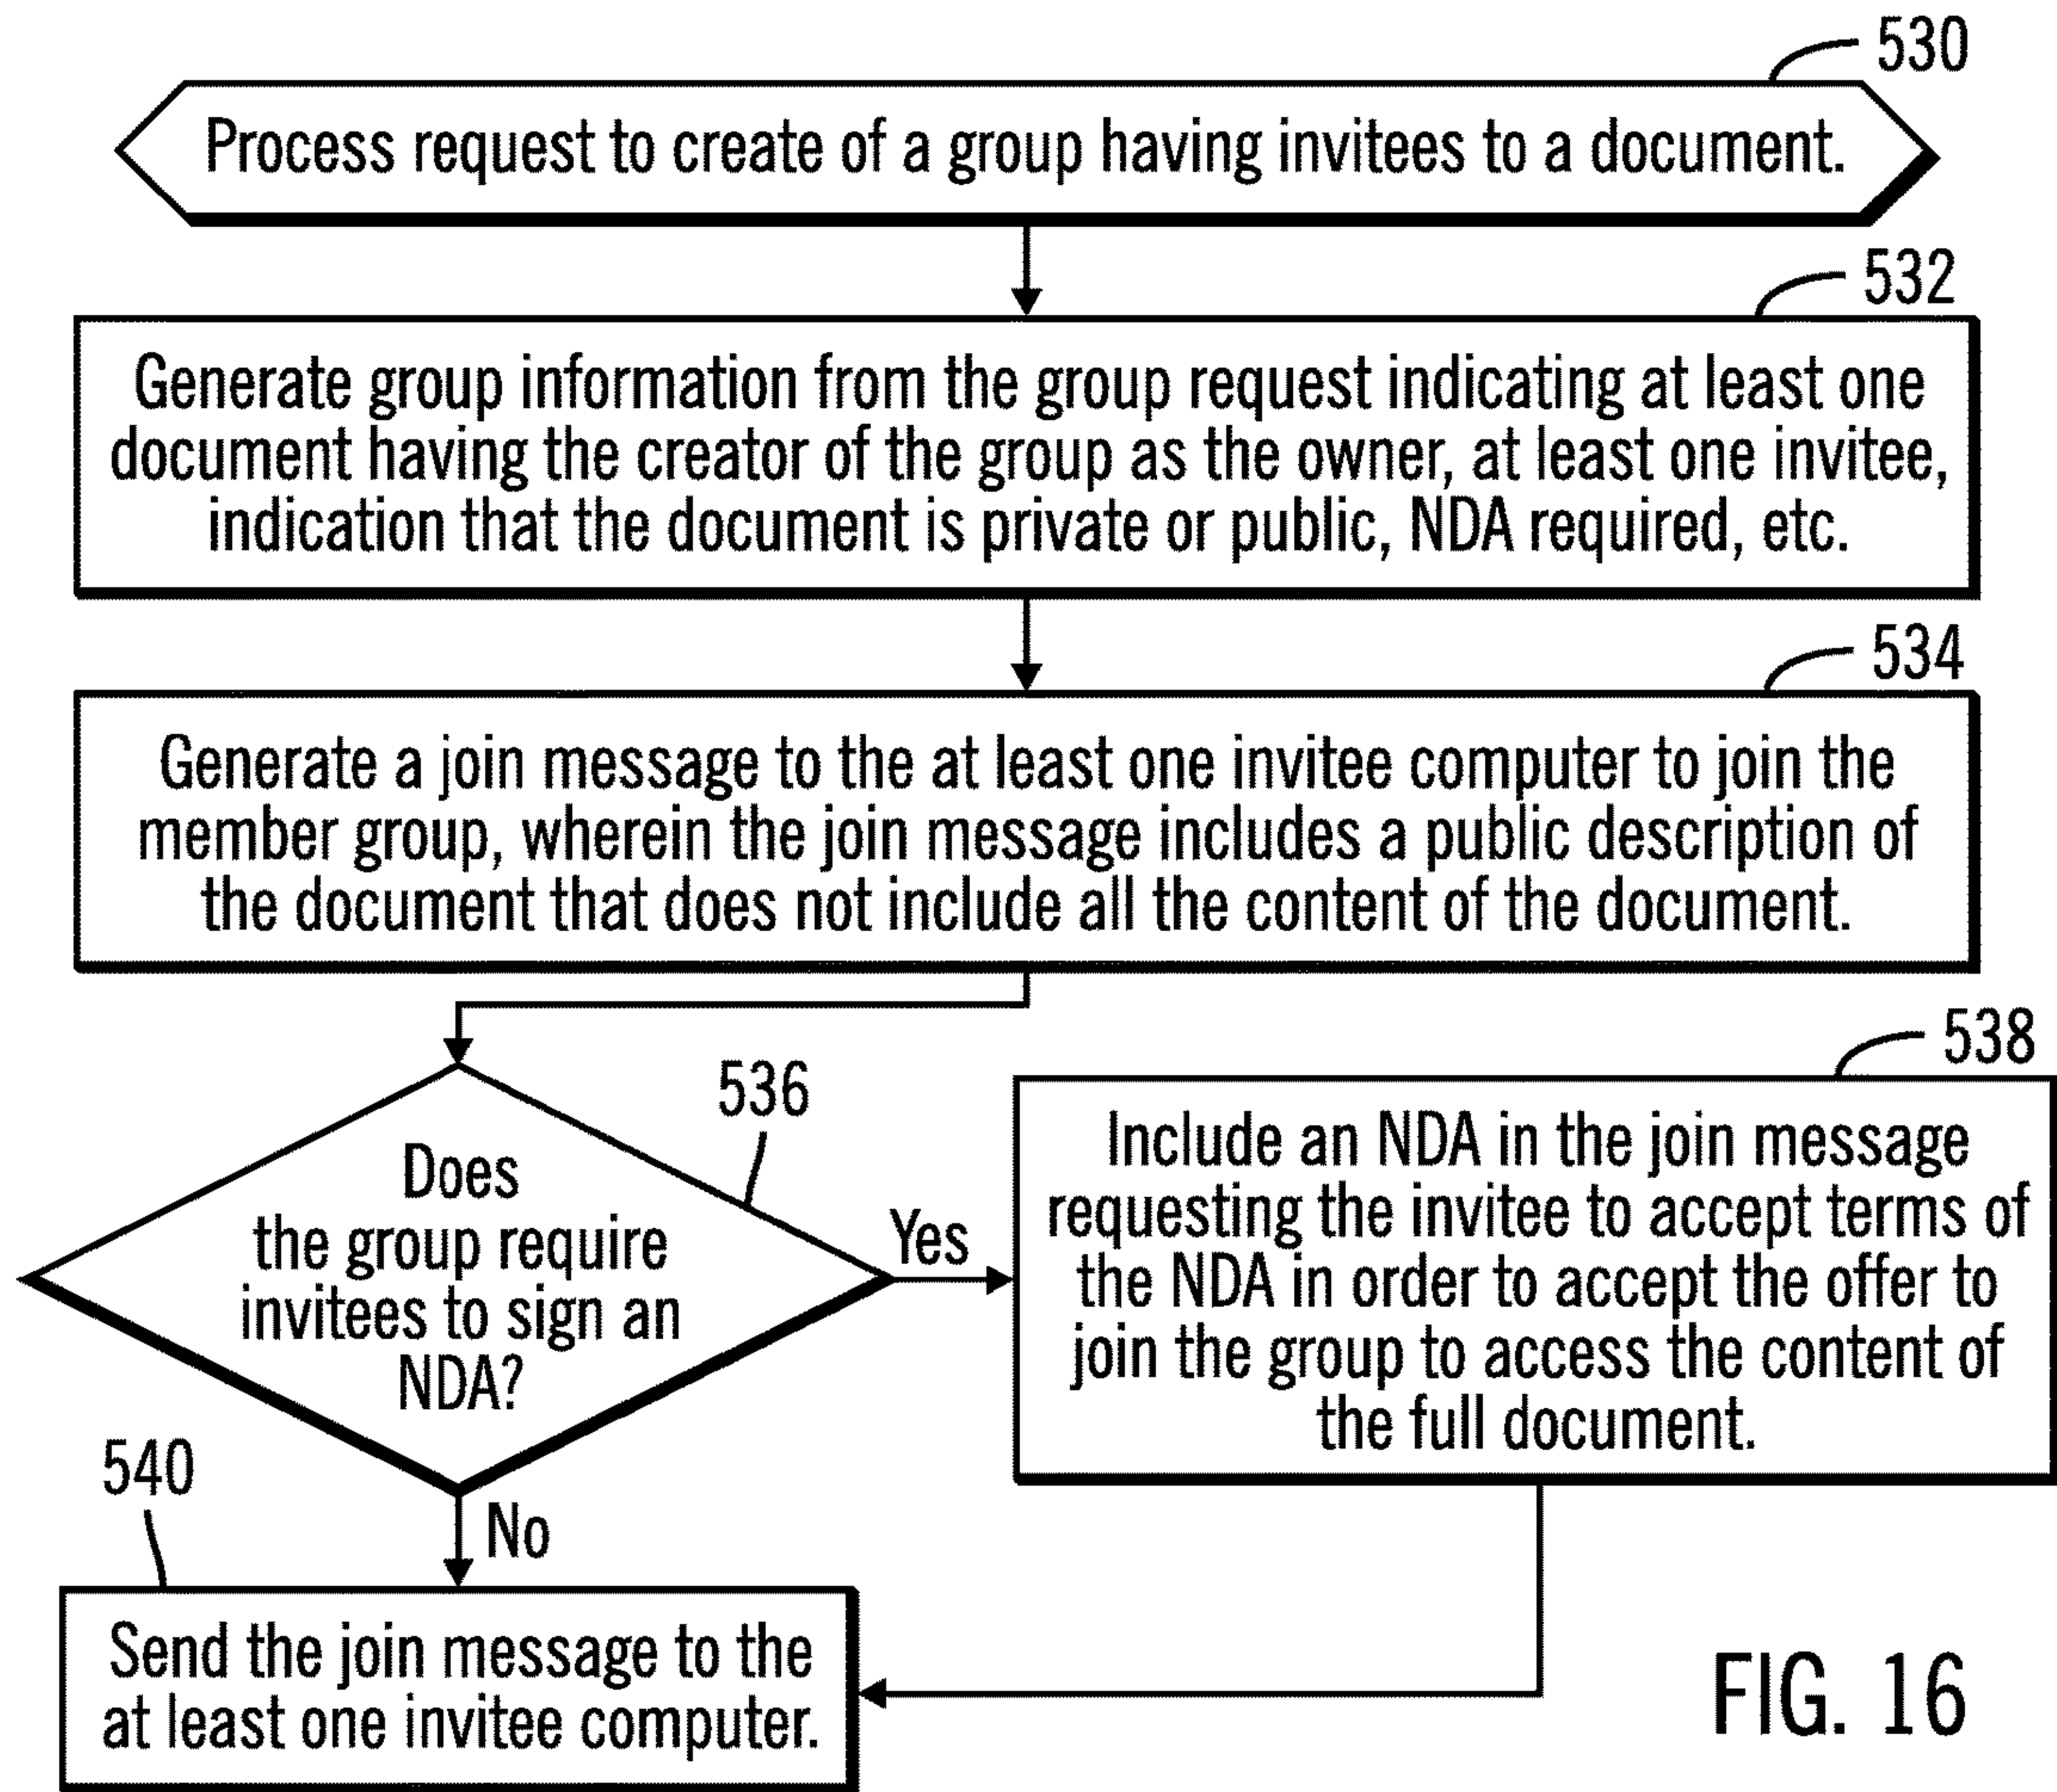 530
Process request to create of a group having invitees to a document.
532
Generate group information from the group request indicating at least one
document having the creator of the group as the owner, at least one invitee,
indication that the document is private or public, NDA required, etc.
534
Generate a join message to the at least one invitee computer to join the
member group, wherein the join message includes a public description of
the document that does not include all the content of the document.
536
Does
the group require
invitees to sign an
NDA?
Yes
538
Include an NDA in the join message
requesting the invitee to accept terms of
the NDA in order to accept the offer to
join the group to access the content of
the full document.
No
540
Send the join message to the
at least one invitee computer.
FIG. 16